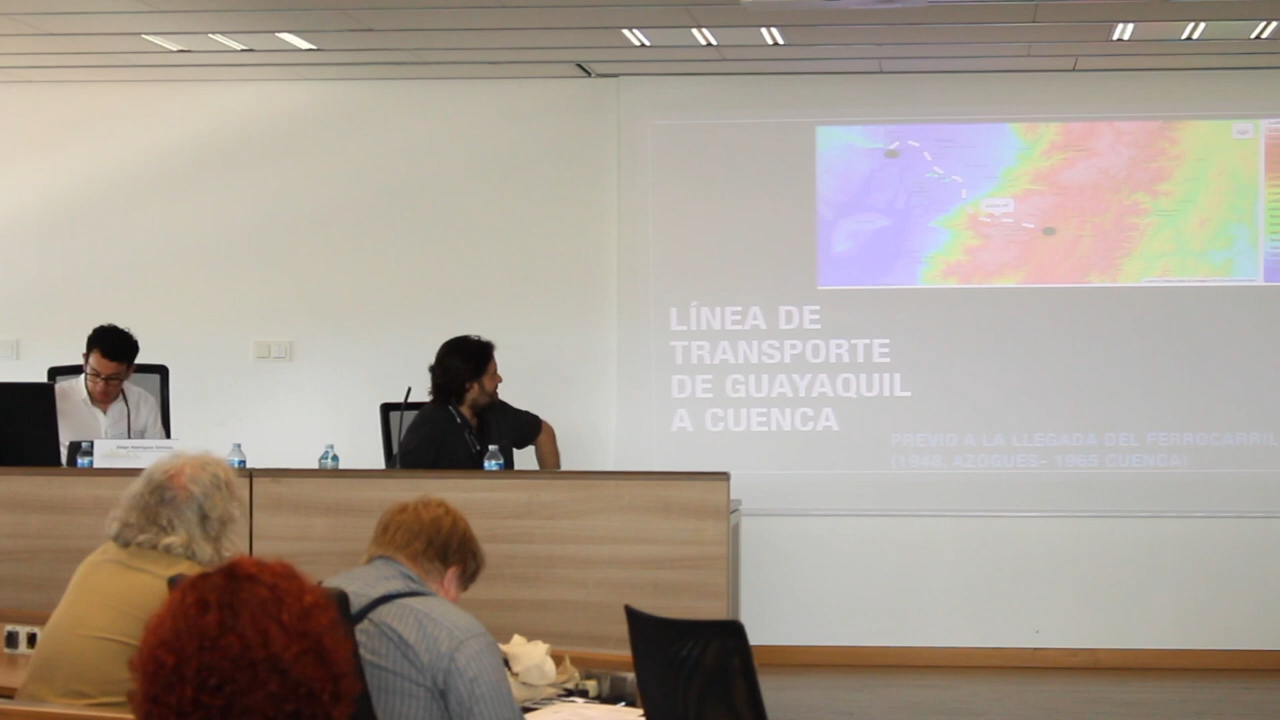 LÍNEA DE
TRANSPORTE
DE GUAYAQUIL
A CUENCA
PREVIO A LA LLEGADA DEL FERROCARRIL
(1948, AZOGUES- 1965 CUENCA)